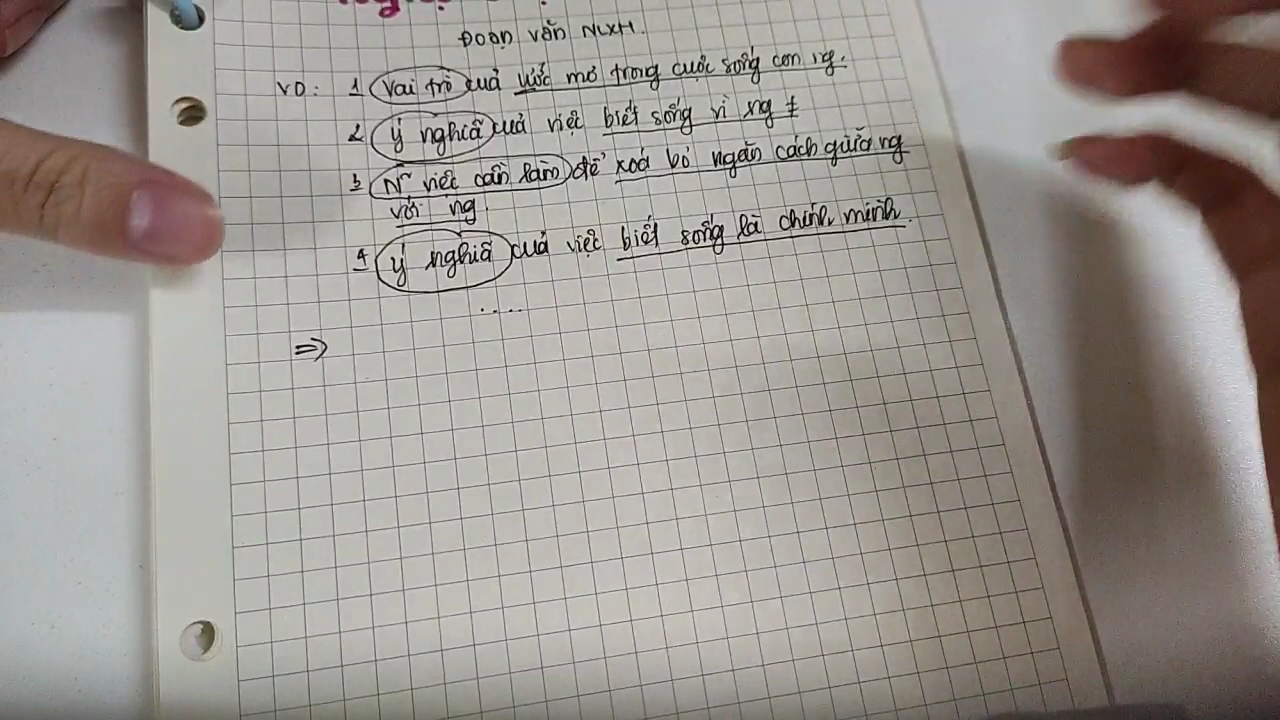 Đoạn văn NLXH.
VD: 1 Vai trò của ước mơ trong cuộc sống con ng.
2 Ý nghĩa của việc biết sống vì ng ≠
3 N~ việc cần làm để xoá bỏ ngăn cách giữa ng
với ng
4 Ý nghĩa của việc biết sống là chính mình.
.....
⇒